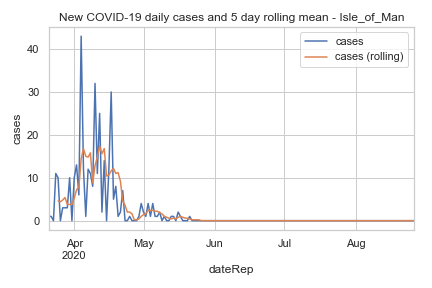 New COVID-19 daily cases and 5 day rolling mean - Isle_of_Man
cases
cases (rolling)
cases
40
30
20
10
0
Apr
2020
May
Jun
Jul
Aug
dateRep